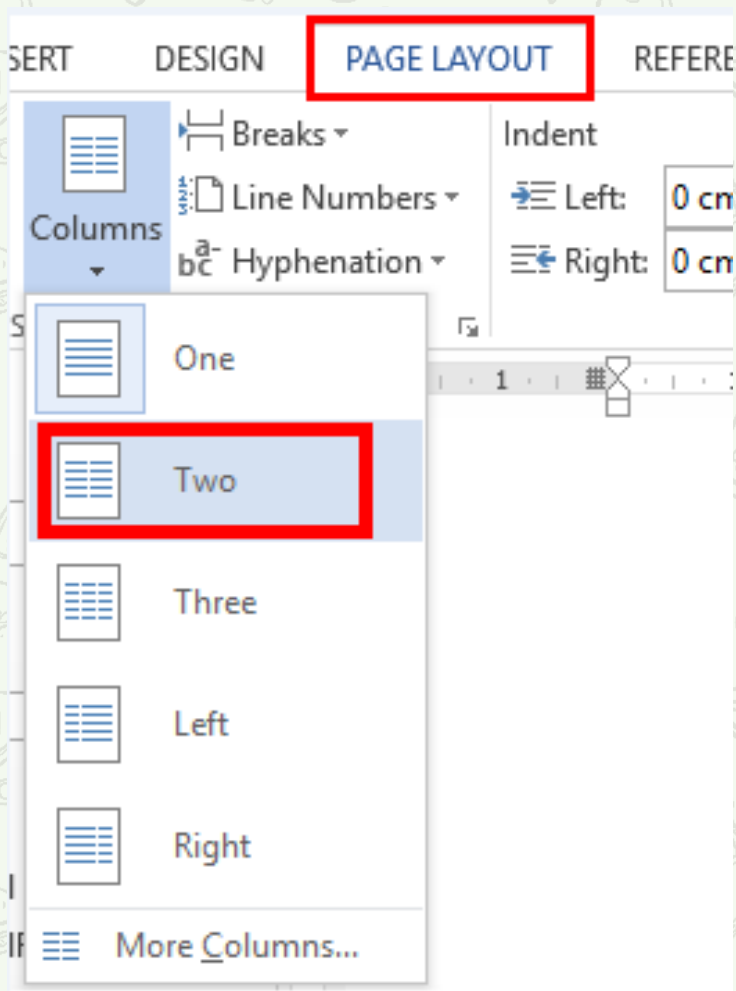 SERT DESIGN PAGE LAYOUT REFERE
Breaks Indent
Line Numbers Left: 0 cm
Columns
Hyphenation Right: 0 cm
One
1
Two
Three
Left
Right
More Columns...